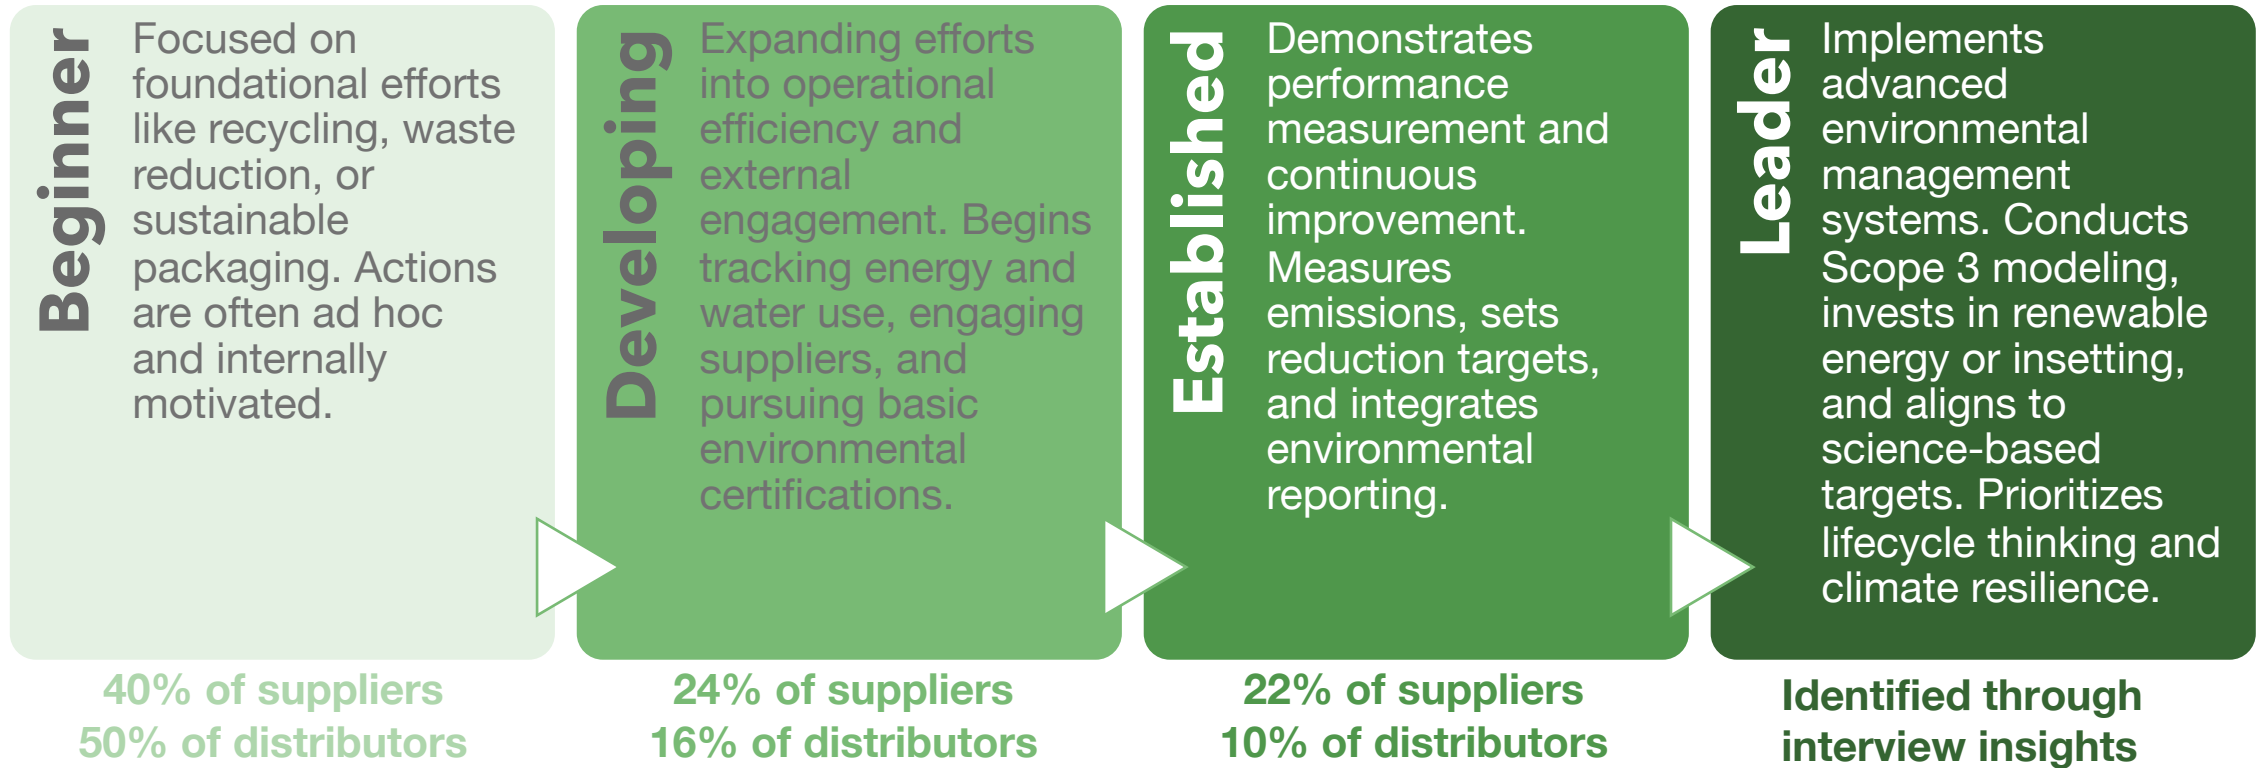 Beginner
Focused on
foundational efforts
like recycling, waste
reduction, or
sustainable
packaging. Actions
are often ad hoc
and internally
motivated.
40% of suppliers
50% of distributors
Developing
Expanding efforts
into operational
efficiency and
external
engagement. Begins
tracking energy and
water use, engaging
suppliers, and
pursuing basic
environmental
certifications.
24% of suppliers
16% of distributors
Established
Demonstrates
performance
measurement and
continuous
improvement.
Measures
emissions, sets
reduction targets,
and integrates
environmental
reporting.
22% of suppliers
10% of distributors
Leader
Implements
advanced
environmental
management
systems. Conducts
Scope 3 modeling,
invests in renewable
energy or insetting,
and aligns to
science-based
targets. Prioritizes
lifecycle thinking and
climate resilience.
Identified through
interview insights